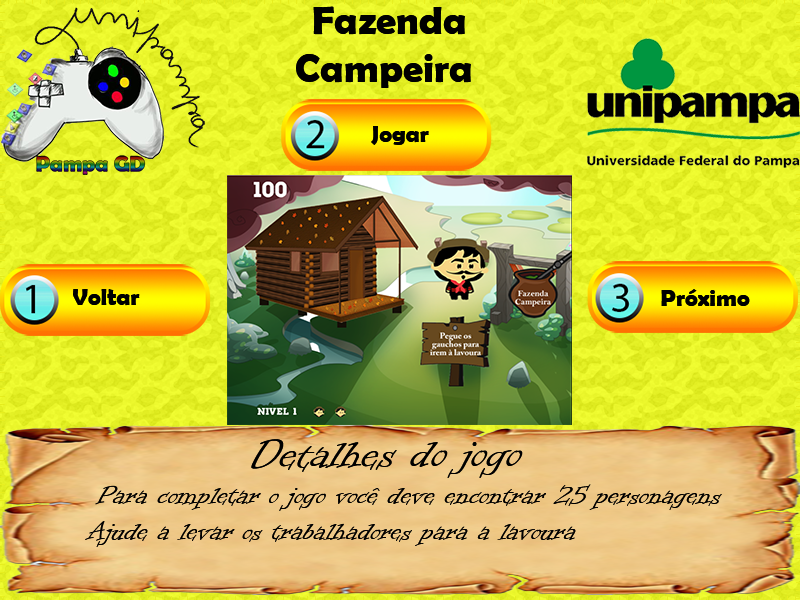 unipampa
Pampa GD
Fazenda
Campeira
unipampa
Universidade Federal do Pampa
2 Jogar
100
1 Voltar
3 Próximo
Fazenda
Campeira
Pegue os
gauchos para
irem à lavoura
NIVEL 1
Detalhes do jogo
Para completar o jogo você deve encontrar 25 personagens
Ajude a levar os trabalhadores para a lavoura